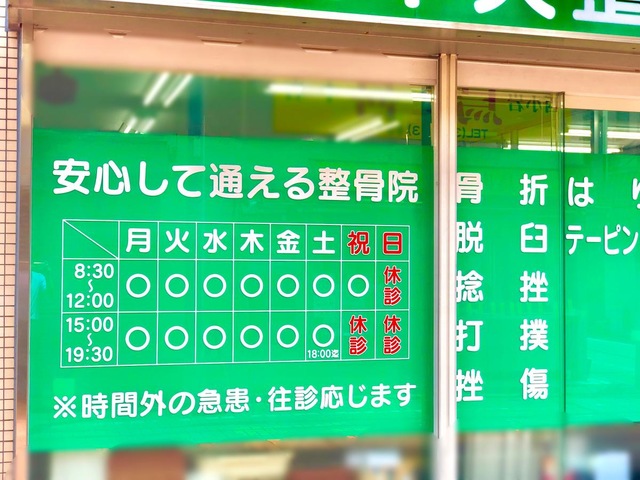 安心して通える整骨院
月 火 水 木 金 土 祝 日
8:30〜12:00 ○ ○ ○ ○ ○ ○ ○ 休診
15:00〜19:30 ○ ○ ○ ○ ○ ○ 休診 休診
18:00迄
※時間外の急患・往診応じます
骨折
脱臼
捻挫
打撲
挫傷
はり
テーピン